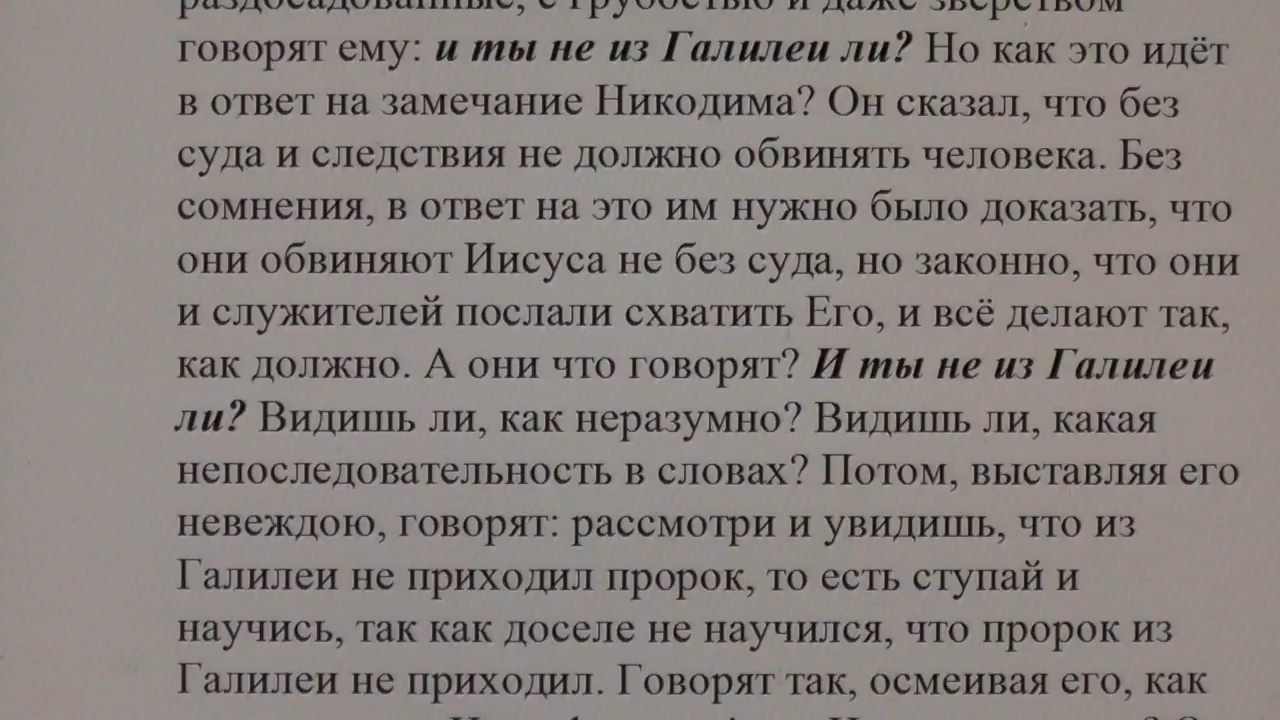 раздосадованные, с грубостью и даже зверством
говорят ему: и ты не из Галилеи ли? Но как это идёт
в ответ на замечание Никодима? Он сказал, что без
суда и следствия не должно обвинять человека. Без
сомнения, в ответ на это им нужно было доказать, что
они обвиняют Иисуса не без суда, но законно, что они
и служителей послали схватить Его, и всё делают так,
как должно. А они что говорят? И ты не из Галилеи
ли? Видишь ли, как неразумно? Видишь ли, какая
непоследовательность в словах? Потом, выставляя его
невеждою, говорят: рассмотри и увидишь, что из
Галилеи не приходил пророк, то есть ступай и
научись, так как доселе не научился, что пророк из
Галилеи не приходил. Говорят так, осмеивая его, как